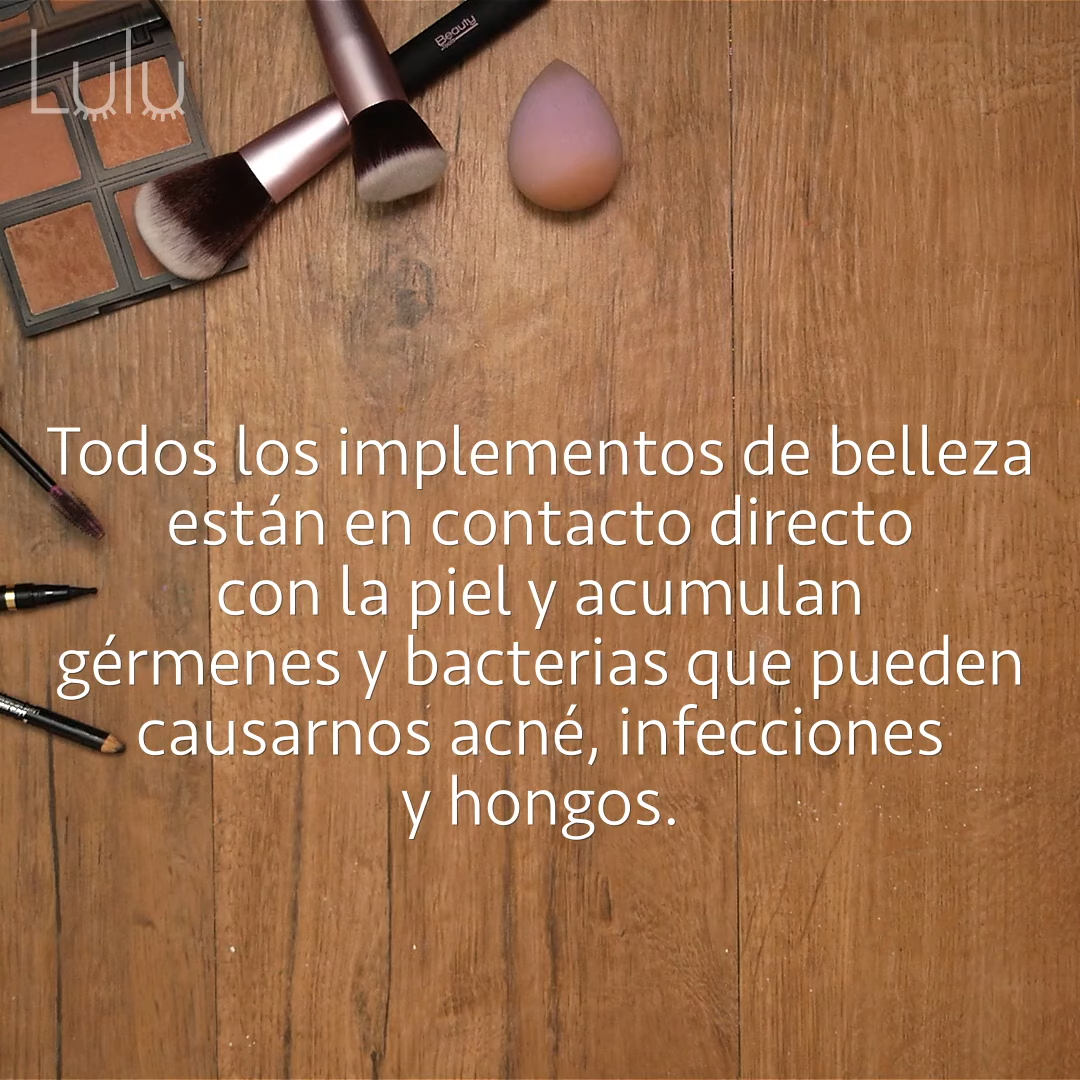 Lulu
Beauty
Todos los implementos de belleza
están en contacto directo
con la piel y acumulan
gérmenes y bacterias que pueden
causarnos acné, infecciones
y hongos.